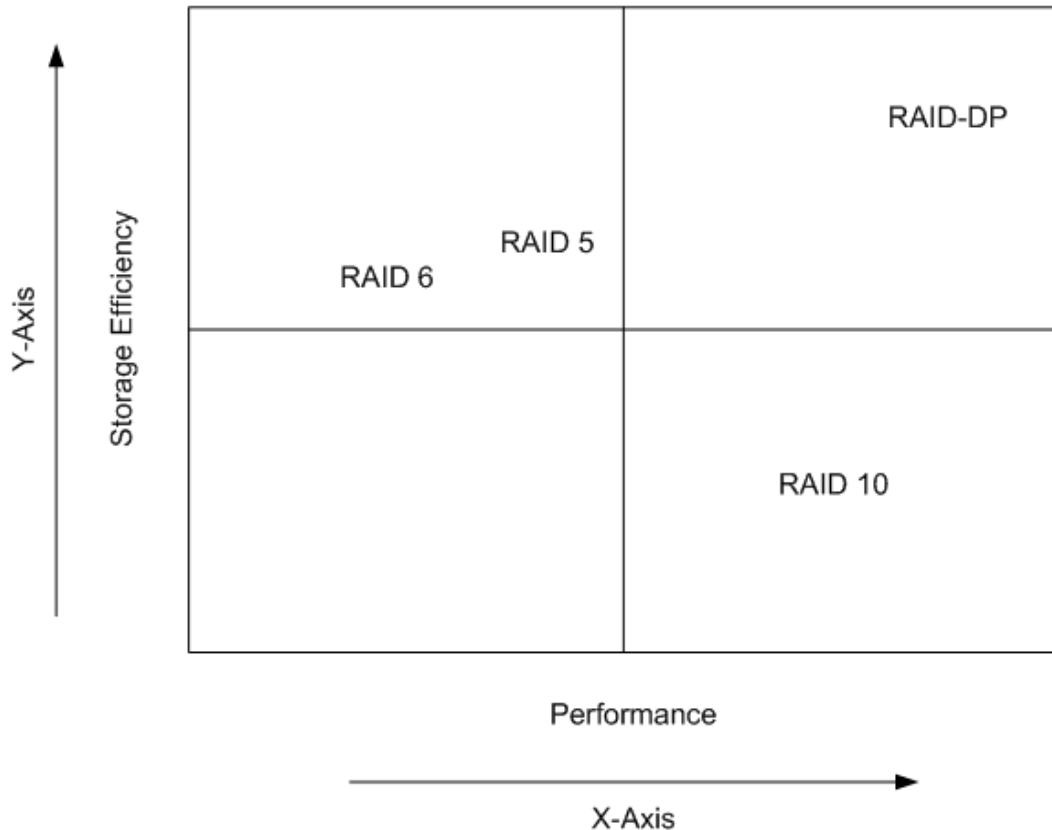 RAID-DP
RAID 5
RAID 6
RAID 10
Storage Efficiency
Y-Axis
Performance
X-Axis